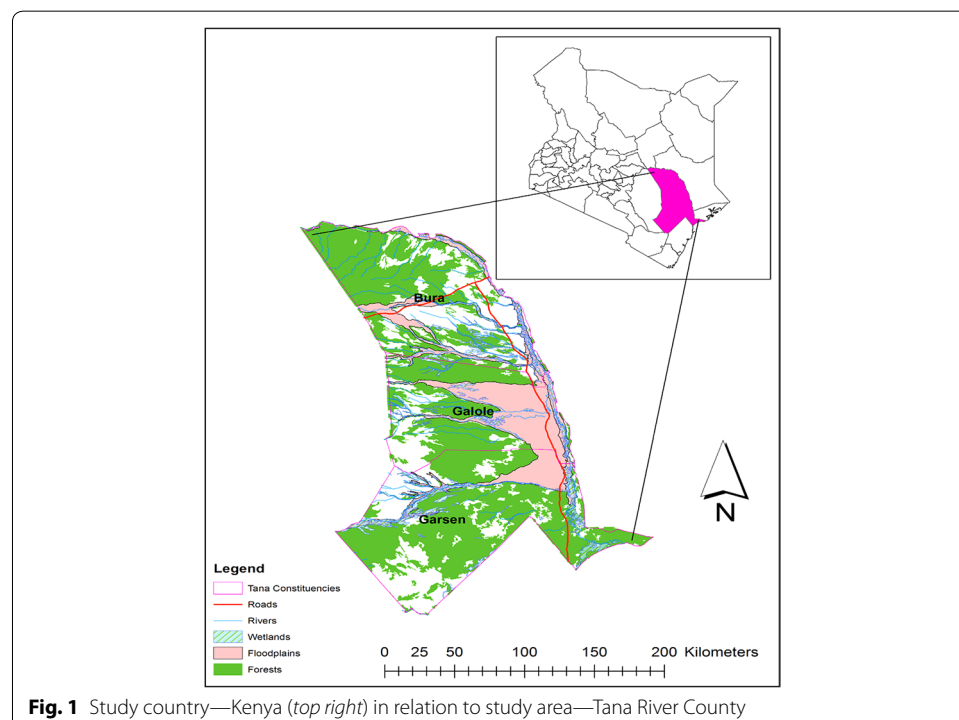 Bura
Galole
Garsen
N
Legend
Tana Constituencies
Roads
Rivers
Wetlands
Floodplains
Forests
0 25 50 100 150 200 Kilometers
Fig. 1 Study country—Kenya (top right) in relation to study area—Tana River County